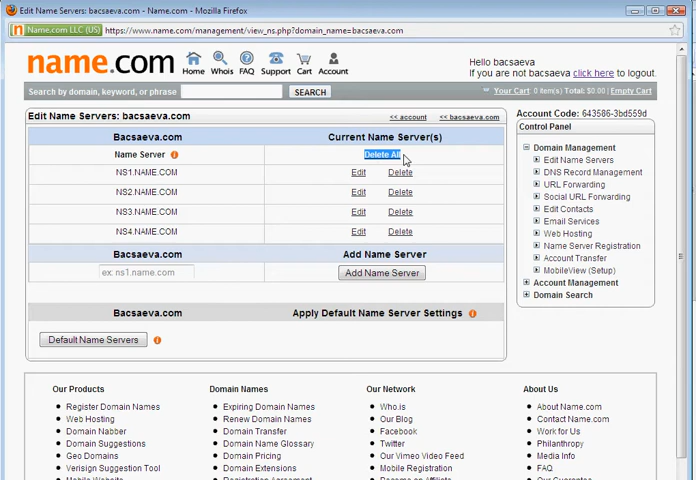 Edit Name Servers: bacsaeva.com - Name.com - Mozilla Firefox
Name.com LLC (US) https://www.name.com/management/view_ns.php?domain_name=bacsaeva.com
name.com
Home Whois FAQ Support Cart Account
Hello bacsaeva
If you are not bacsaeva click here to logout.
Search by domain, keyword, or phrase SEARCH
Your Cart: 0 item(s) Total: $0.00 | Empty Cart
Edit Name Servers: bacsaeva.com << account << bacsaeva.com
Bacsaeva.com Current Name Server(s)
Name Server Delete All
NS1.NAME.COM Edit Delete
NS2.NAME.COM Edit Delete
NS3.NAME.COM Edit Delete
NS4.NAME.COM Edit Delete
Bacsaeva.com Add Name Server
ex: ns1.name.com Add Name Server
Bacsaeva.com Apply Default Name Server Settings
Default Name Servers
Account Code: 643586-3bd559d
Control Panel
Domain Management
Edit Name Servers
DNS Record Management
URL Forwarding
Social URL Forwarding
Edit Contacts
Email Services
Web Hosting
Name Server Registration
Account Transfer
MobileView (Setup)
Account Management
Domain Search
Our Products
Register Domain Names
Web Hosting
Domain Nabber
Domain Suggestions
Geo Domains
Verisign Suggestion Tool
Mobile Website
Domain Names
Expiring Domain Names
Renew Domain Names
Domain Transfer
Domain Name Glossary
Domain Pricing
Domain Extensions
Registration Agreement
Our Network
Who.is
Our Blog
Facebook
Twitter
Our Vimeo Video Feed
Mobile Registration
Become an Affiliate
About Us
About Name.com
Contact Name.com
Work for Us
Philanthropy
Media Info
FAQ
Our Guarantee